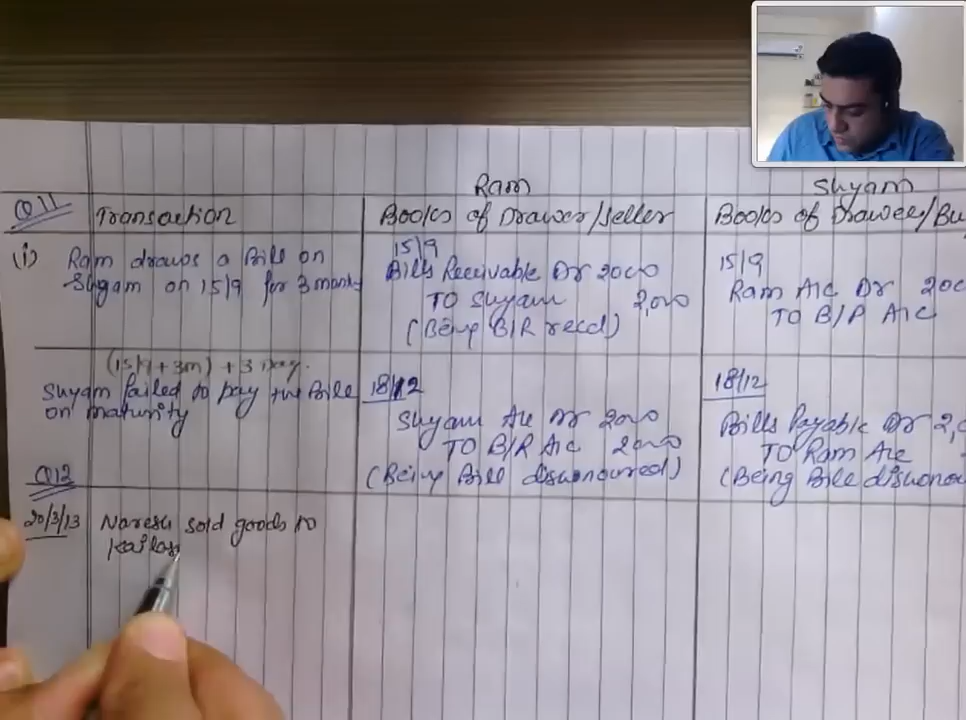 Ram
Shyam
Q11
Transaction
Books of Drawer/seller
Books of Drawee/Bu
(i) Ram draws a Bill on
Shyam on 15/9 for 3 months
15/9
Bills Receivable Dr 2000
To Shyam 2,000
(Being B/R recd)
15/9
Ram A/c Dr 200
To B/P A/c
(15/9 + 3m) + 3 Day.
Shyam failed to pay the Bill
on maturity
18/12
Shyam A/c Dr 2000
To B/R A/c 2000
(Being Bill dishonoured)
18/12
Bills Payable Dr 2,0
To Ram A/c
(Being Bill dishono
Q12
20/3/13 Naresh sold goods to
Kailash